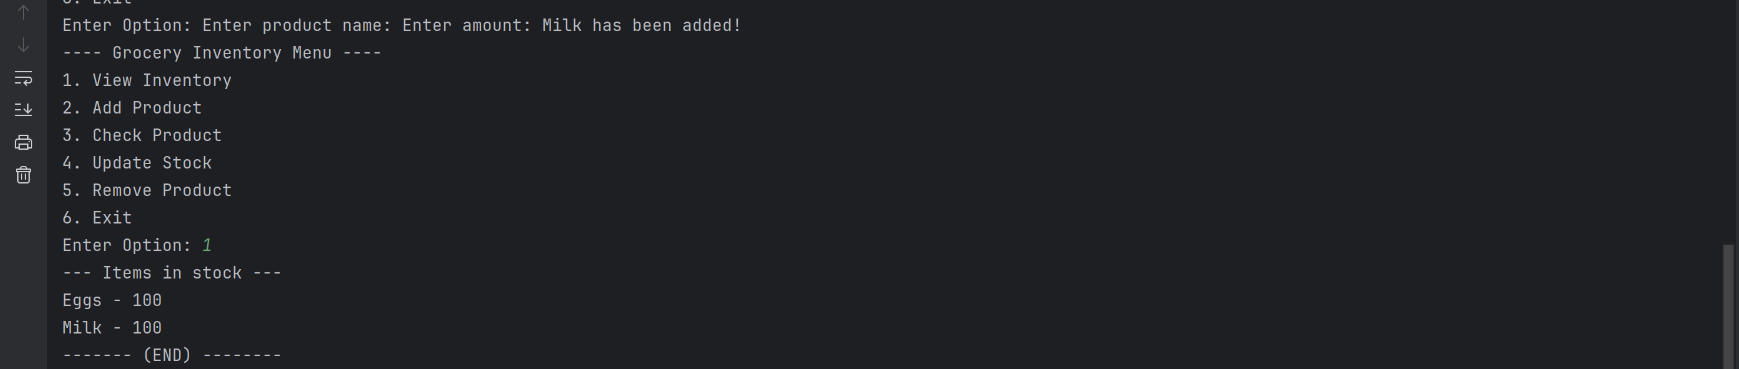 Enter Option: Enter product name: Enter amount: Milk has been added!
---- Grocery Inventory Menu ----
1. View Inventory
2. Add Product
3. Check Product
4. Update Stock
5. Remove Product
6. Exit
Enter Option: 1
--- Items in stock ---
Eggs - 100
Milk - 100
------- (END) --------